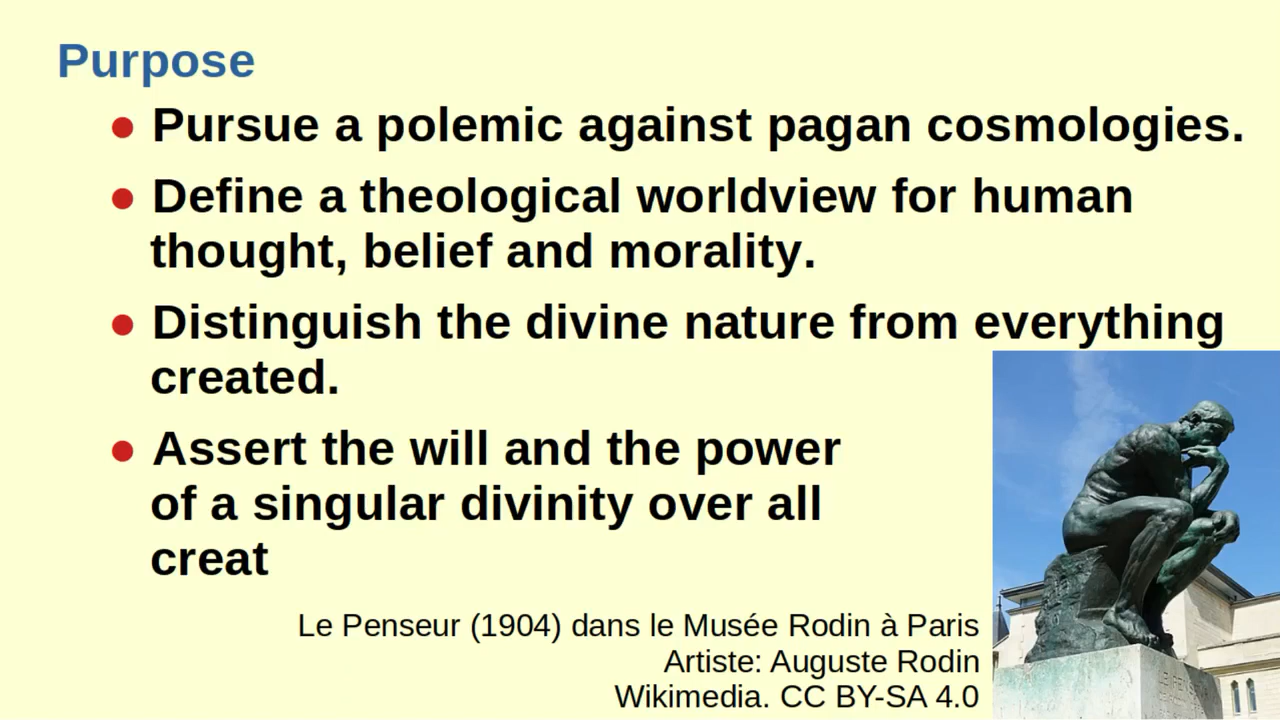 Purpose
● Pursue a polemic against pagan cosmologies.
● Define a theological worldview for human
thought, belief and morality.
● Distinguish the divine nature from everything
created.
● Assert the will and the power
of a singular divinity over all
creat
Le Penseur (1904) dans le Musée Rodin à Paris
Artiste: Auguste Rodin
Wikimedia. CC BY-SA 4.0